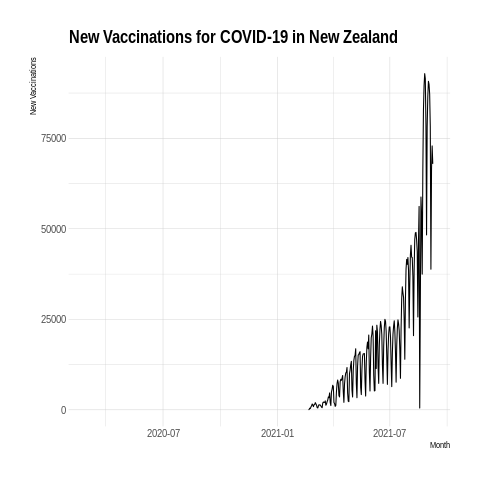 New Vaccinations for COVID-19 in New Zealand
New Vaccinations
75000
50000
25000
0
2020-07
2021-01
2021-07
Month